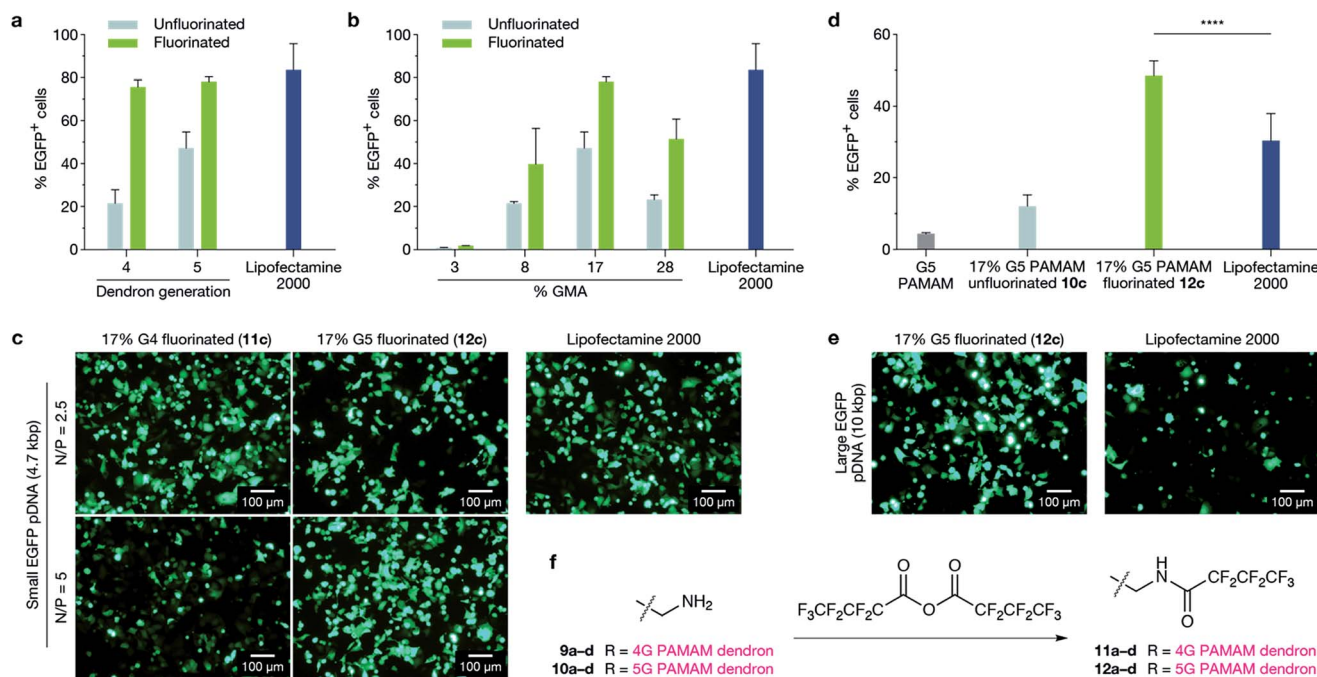 a
Unfluorinated
Fluorinated
100
80
60
40
20
0
% EGFP+ cells
4
5
Dendron generation
Lipofectamine
2000
b
Unfluorinated
Fluorinated
100
80
60
40
20
0
% EGFP+ cells
3
8
17
28
% GMA
Lipofectamine
2000
d
****
60
40
20
0
% EGFP+ cells
G5
PAMAM
17% G5 PAMAM
unfluorinated 10c
17% G5 PAMAM
fluorinated 12c
Lipofectamine
2000
c
17% G4 fluorinated (11c)
17% G5 fluorinated (12c)
Lipofectamine 2000
Small EGFP pDNA (4.7 kbp)
N/P = 2.5
100 µm
100 µm
100 µm
N/P = 5
100 µm
100 µm
e
17% G5 fluorinated (12c)
Lipofectamine 2000
Large EGFP
pDNA (10 kbp)
100 µm
100 µm
f
NH2
9a–d R = 4G PAMAM dendron
10a–d R = 5G PAMAM dendron
O O
F3CF2CF2C O CF2CF2CF3
H
N CF2CF2CF3
O
11a–d R = 4G PAMAM dendron
12a–d R = 5G PAMAM dendron